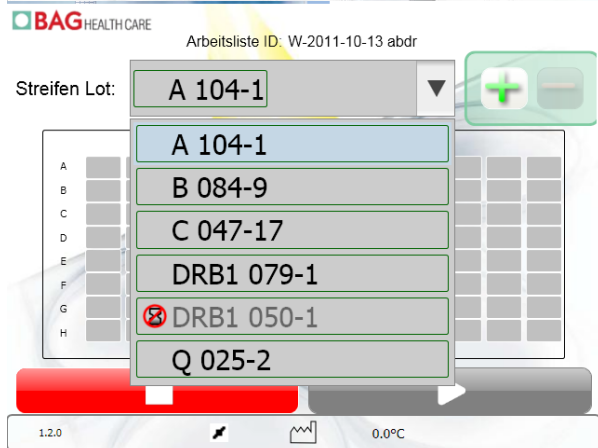 BAG HEALTH CARE
Arbeitsliste ID: W-2011-10-13 abdr
Streifen Lot:
A 104-1
A 104-1
B 084-9
C 047-17
DRB1 079-1
DRB1 050-1
Q 025-2
A
B
C
D
E
F
G
H
1.2.0
0.0°C